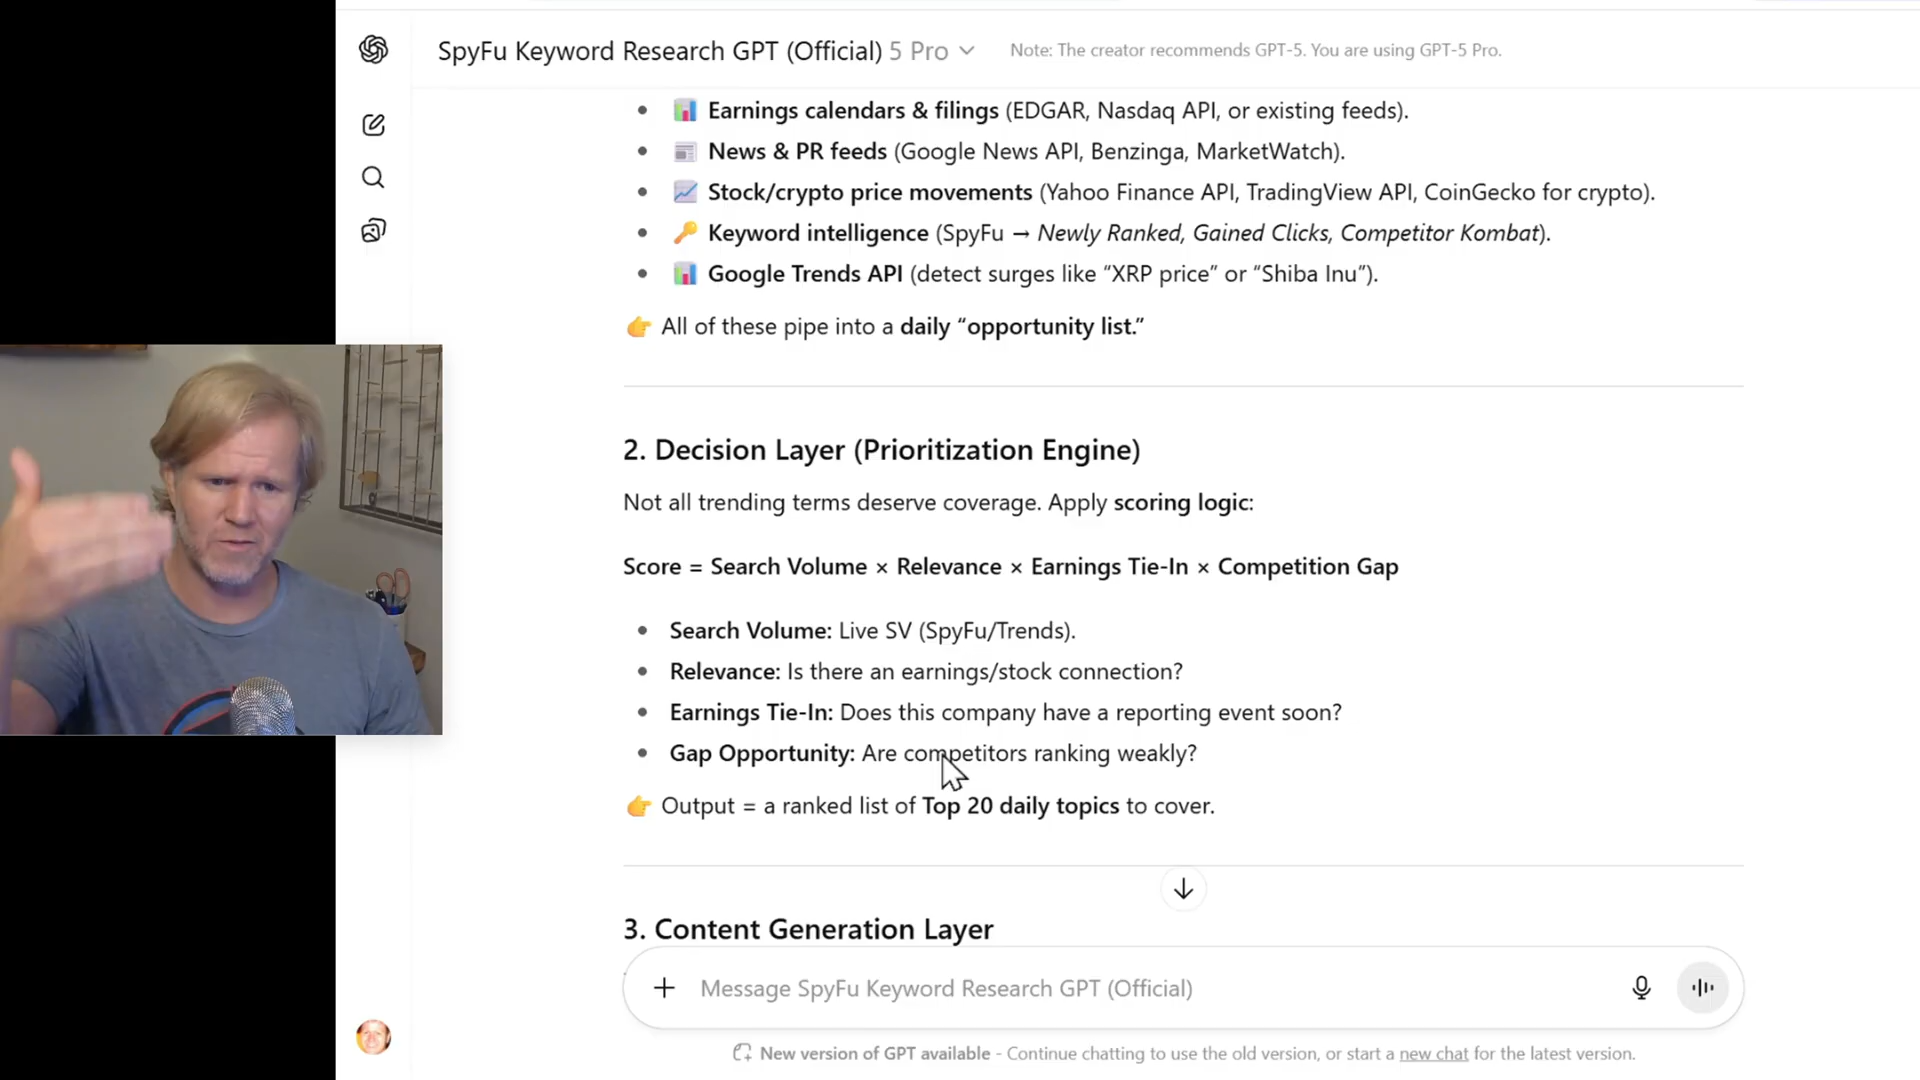 SpyFu Keyword Research GPT (Official) 5 Pro
Note: The creator recommends GPT-5. You are using GPT-5 Pro.
Earnings calendars & filings (EDGAR, Nasdaq API, or existing feeds).
News & PR feeds (Google News API, Benzinga, MarketWatch).
Stock/crypto price movements (Yahoo Finance API, TradingView API, CoinGecko for crypto).
Keyword intelligence (SpyFu → Newly Ranked, Gained Clicks, Competitor Kombat).
Google Trends API (detect surges like “XRP price” or “Shiba Inu”).
👉 All of these pipe into a daily “opportunity list.”
2. Decision Layer (Prioritization Engine)
Not all trending terms deserve coverage. Apply scoring logic:
Score = Search Volume × Relevance × Earnings Tie-In × Competition Gap
Search Volume: Live SV (SpyFu/Trends).
Relevance: Is there an earnings/stock connection?
Earnings Tie-In: Does this company have a reporting event soon?
Gap Opportunity: Are competitors ranking weakly?
👉 Output = a ranked list of Top 20 daily topics to cover.
3. Content Generation Layer
Message SpyFu Keyword Research GPT (Official)
New version of GPT available - Continue chatting to use the old version, or start a new chat for the latest version.